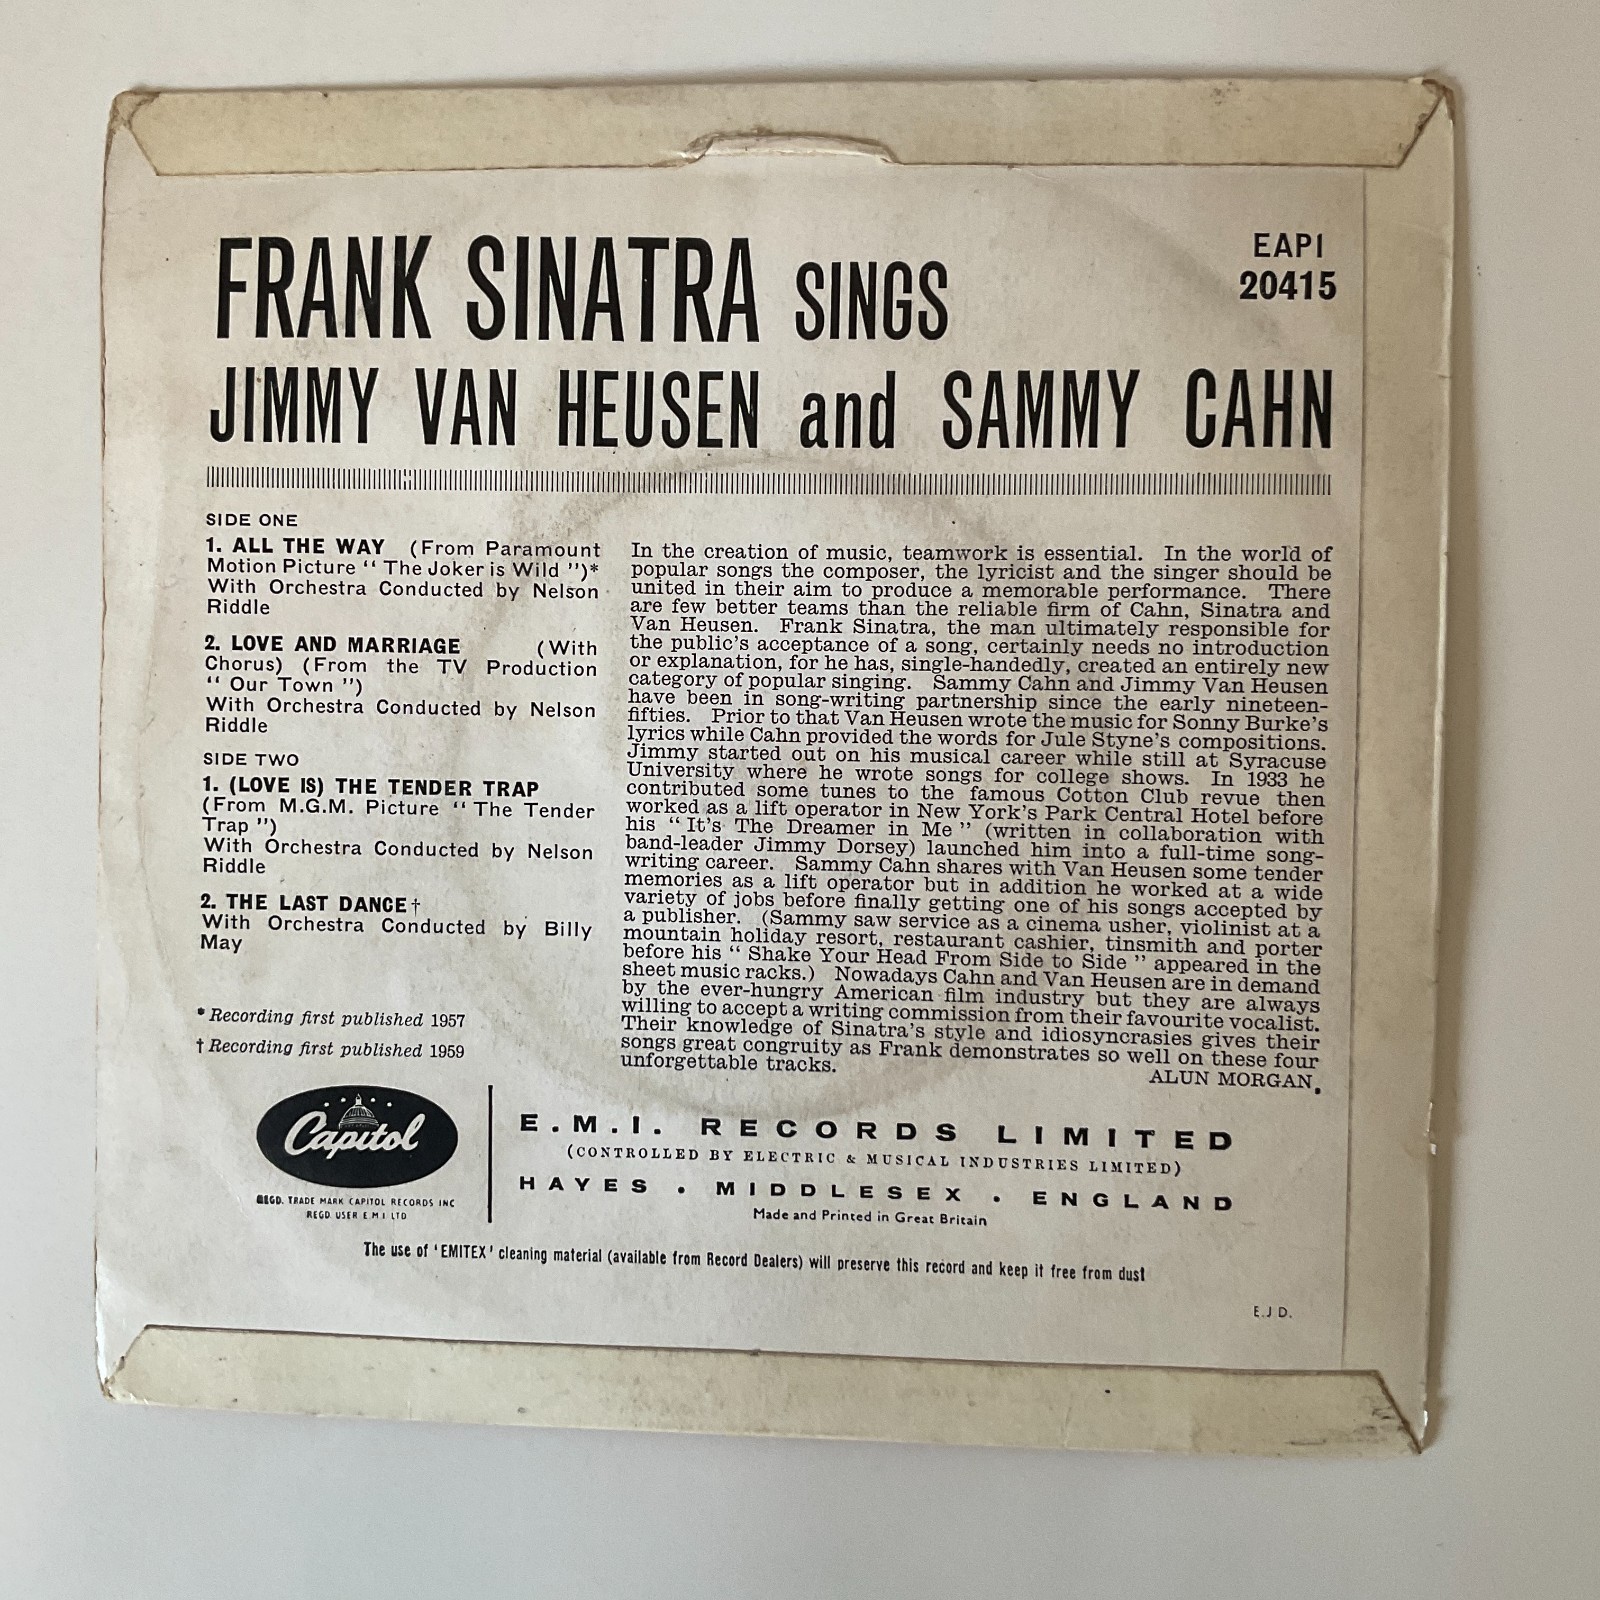 FRANK SINATRA SINGS
EAP1
20415
JIMMY VAN HEUSEN and SAMMY CAHN
SIDE ONE
1. ALL THE WAY (From Paramount
Motion Picture “ The Joker is Wild ”)*
With Orchestra Conducted by Nelson
Riddle
2. LOVE AND MARRIAGE (With
Chorus) (From the TV Production
“ Our Town ”)
With Orchestra Conducted by Nelson
Riddle
SIDE TWO
1. (LOVE IS) THE TENDER TRAP
(From M.G.M. Picture “ The Tender
Trap ”)
With Orchestra Conducted by Nelson
Riddle
2. THE LAST DANCE†
With Orchestra Conducted by Billy
May
* Recording first published 1957
† Recording first published 1959
In the creation of music, teamwork is essential. In the world of
popular songs the composer, the lyricist and the singer should be
united in their aim to produce a memorable performance. There
are few better teams than the reliable firm of Cahn, Sinatra and
Van Heusen. Frank Sinatra, the man ultimately responsible for
the public’s acceptance of a song, certainly needs no introduction
or explanation, for he has, single-handedly, created an entirely new
category of popular singing. Sammy Cahn and Jimmy Van Heusen
have been in song-writing partnership since the early nineteen-
fifties. Prior to that Van Heusen wrote the music for Sonny Burke’s
lyrics while Cahn provided the words for Jule Styne’s compositions.
Jimmy started out on his musical career while still at Syracuse
University where he wrote songs for college shows. In 1933 he
contributed some tunes to the famous Cotton Club revue then
worked as a lift operator in New York’s Park Central Hotel before
his “ It’s The Dreamer in Me ” (written in collaboration with
band-leader Jimmy Dorsey) launched him into a full-time song-
writing career. Sammy Cahn shares with Van Heusen some tender
memories as a lift operator but in addition he worked at a wide
variety of jobs before finally getting one of his songs accepted by
a publisher. (Sammy saw service as a cinema usher, violinist at a
mountain holiday resort, restaurant cashier, tinsmith and porter
before his “ Shake Your Head From Side to Side ” appeared in the
sheet music racks.) Nowadays Cahn and Van Heusen are in demand
by the ever-hungry American film industry but they are always
willing to accept a writing commission from their favourite vocalist.
Their knowledge of Sinatra’s style and idiosyncrasies gives their
songs great congruity as Frank demonstrates so well on these four
unforgettable tracks.
ALUN MORGAN.
Capitol
REGD. TRADE MARK CAPITOL RECORDS INC
REGD. USER E.M.I. LTD
E.M.I. RECORDS LIMITED
(CONTROLLED BY ELECTRIC & MUSICAL INDUSTRIES LIMITED)
HAYES . MIDDLESEX . ENGLAND
Made and Printed in Great Britain
The use of ‘EMITEX’ cleaning material (available from Record Dealers) will preserve this record and keep it free from dust
E.J D.